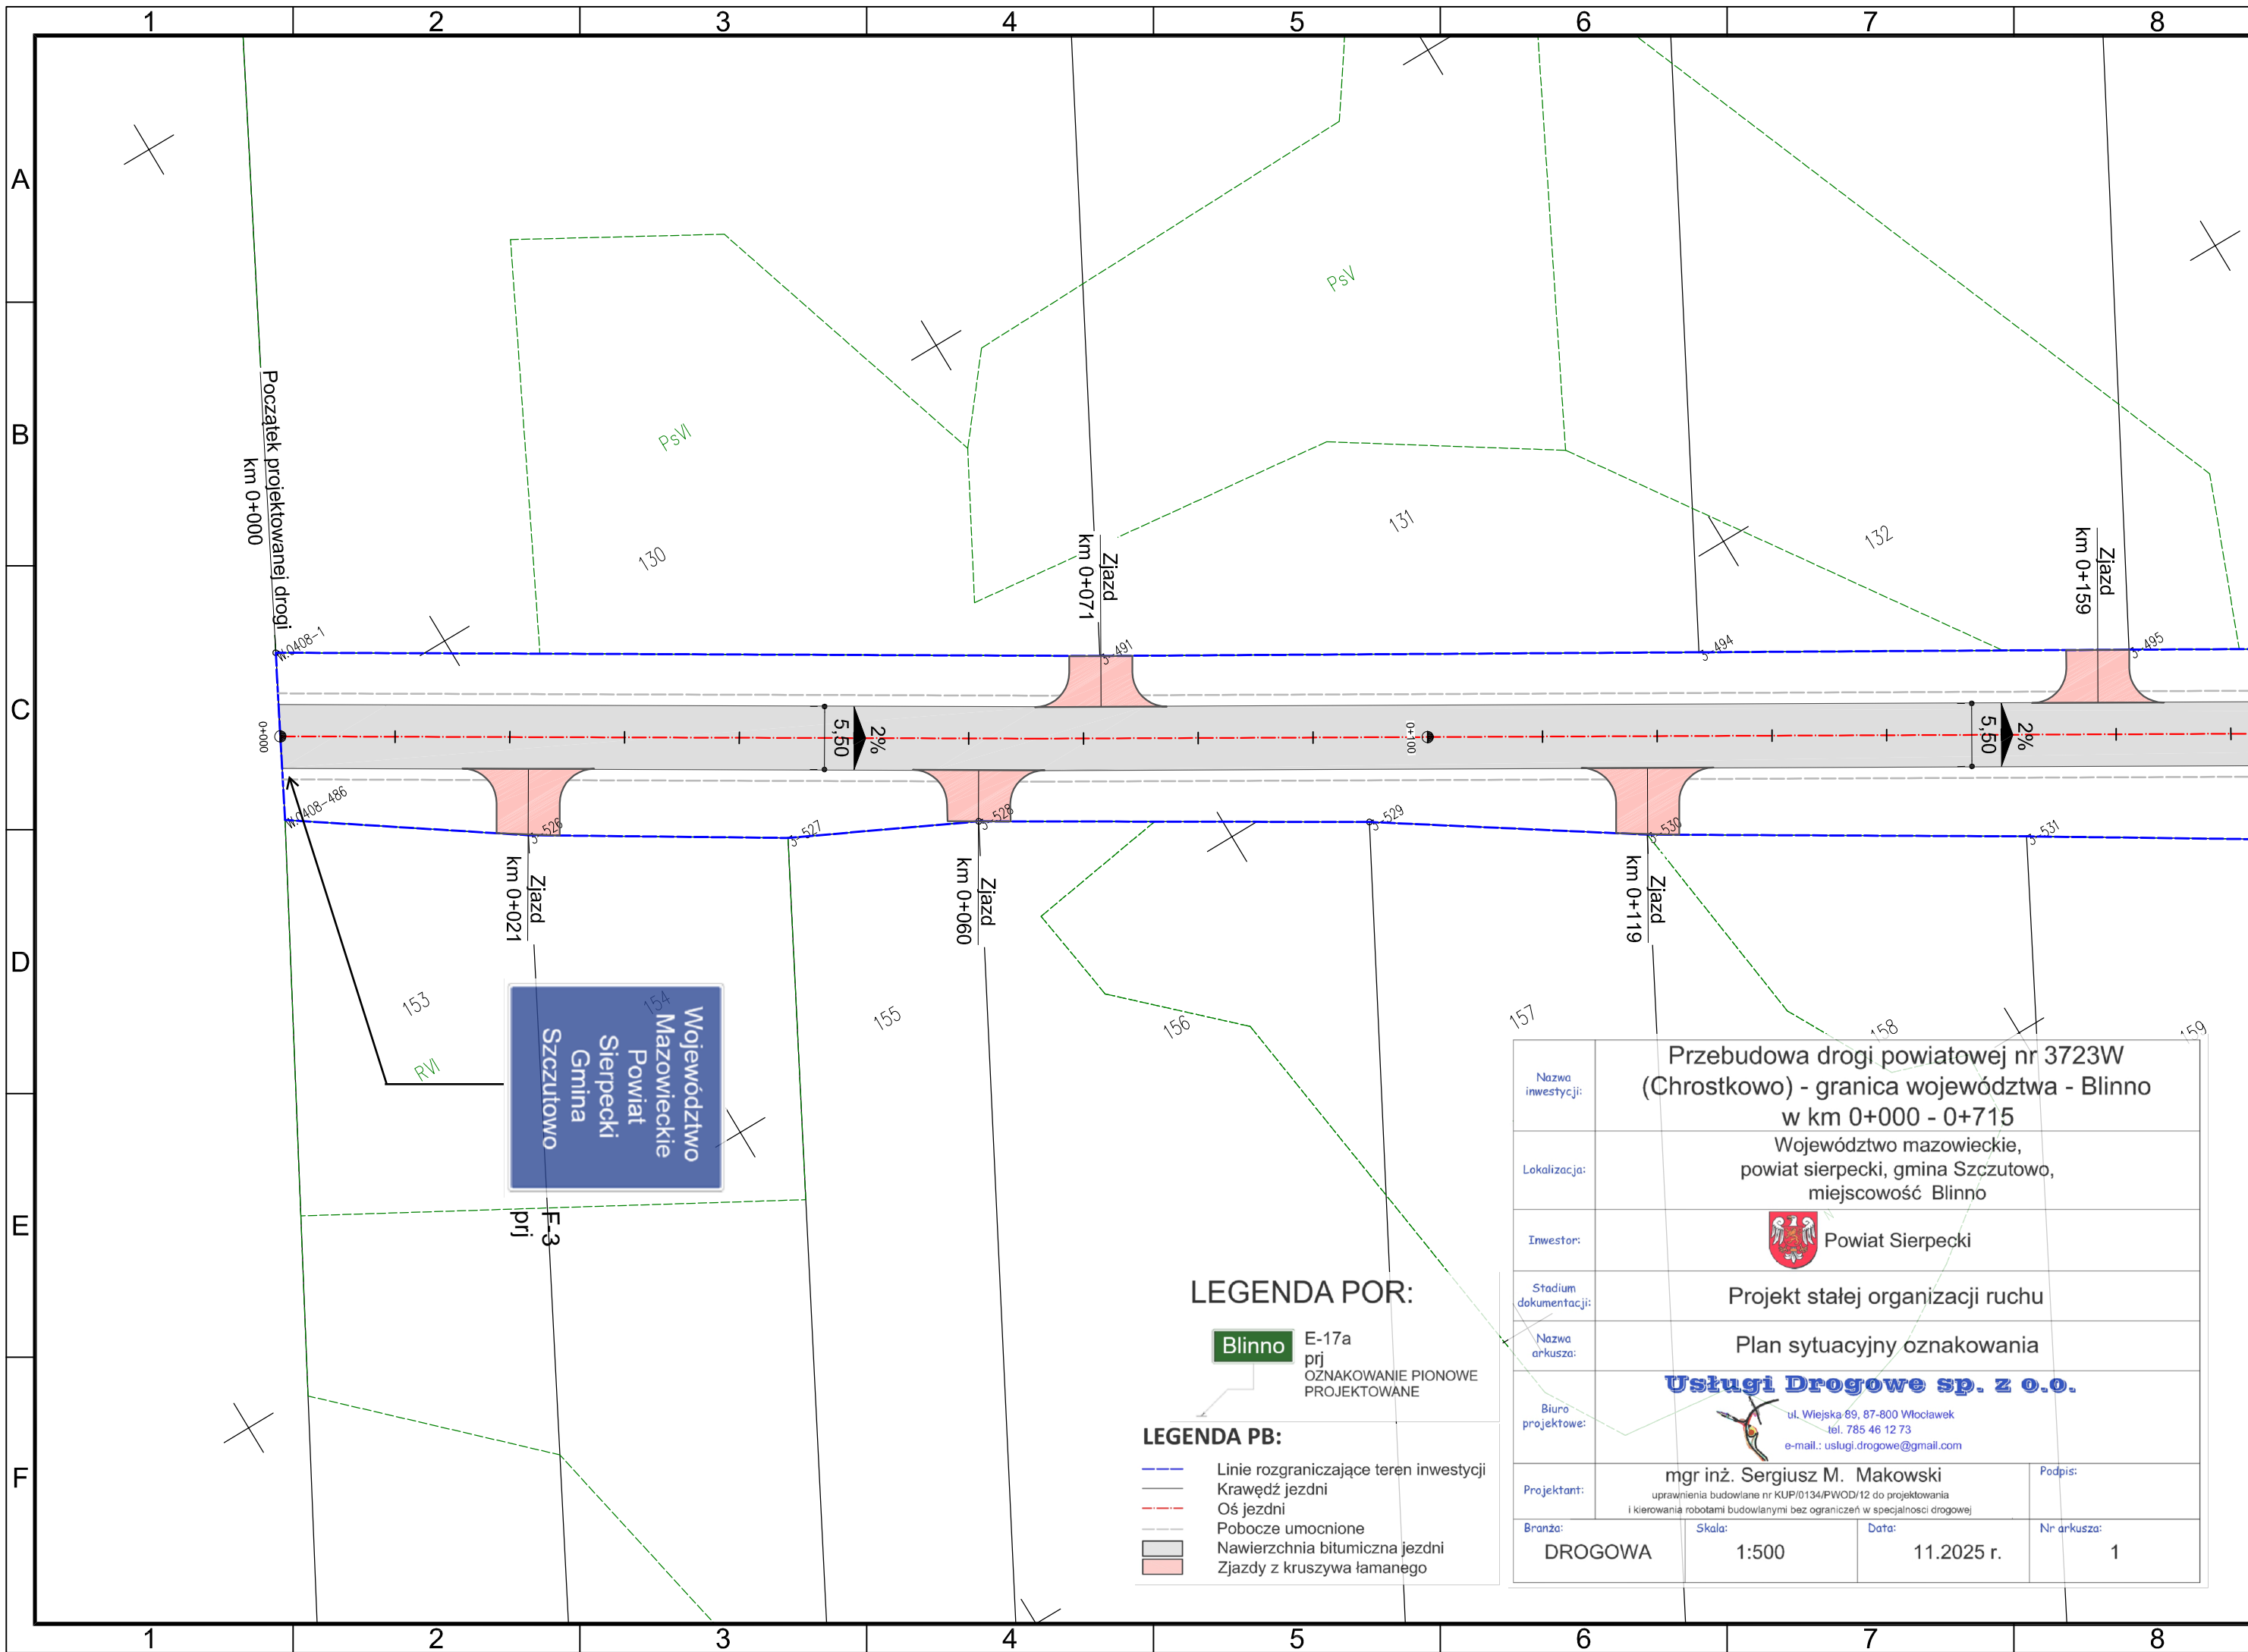 1 2 3 4 5 6 7 8
A
B
C
D
E
F
Początek projektowanej drogi
km 0+000
PsVI
PsV
130
131
132
Zjazd
km 0+071
Zjazd
km 0+159
W.0408-1
3-491
3-494
3-495
0+000
5,50
2%
0+100
5,50
2%
W.0408-486
3-526
3-527
3-528
3-529
3-530
3-531
Zjazd
km 0+021
Zjazd
km 0+060
Zjazd
km 0+119
153
154
155
156
157
158
159
RVI
Województwo
Mazowieckie
Powiat
Sierpecki
Gmina
Szczutowo
F-3
prj
LEGENDA POR:
Blinno
E-17a
prj
OZNAKOWANIE PIONOWE
PROJEKTOWANE
LEGENDA PB:
Linie rozgraniczające teren inwestycji
Krawędź jezdni
Oś jezdni
Pobocze umocnione
Nawierzchnia bitumiczna jezdni
Zjazdy z kruszywa łamanego
Nazwa
inwestycji:
Przebudowa drogi powiatowej nr 3723W
(Chrostkowo) - granica województwa - Blinno
w km 0+000 - 0+715
Lokalizacja:
Województwo mazowieckie,
powiat sierpecki, gmina Szczutowo,
miejscowość Blinno
Inwestor:
Powiat Sierpecki
Stadium
dokumentacji:
Projekt stałej organizacji ruchu
Nazwa
arkusza:
Plan sytuacyjny oznakowania
Biuro
projektowe:
Usługi Drogowe sp. z o.o.
ul. Wiejska 89, 87-800 Włocławek
tel. 785 46 12 73
e-mail.: uslugi.drogowe@gmail.com
Projektant:
mgr inż. Sergiusz M. Makowski
uprawnienia budowlane nr KUP/0134/PWOD/12 do projektowania
i kierowania robotami budowlanymi bez ograniczeń w specjalnosci drogowej
Podpis:
Branża:
DROGOWA
Skala:
1:500
Data:
11.2025 r.
Nr arkusza:
1
1 2 3 4 5 6 7 8